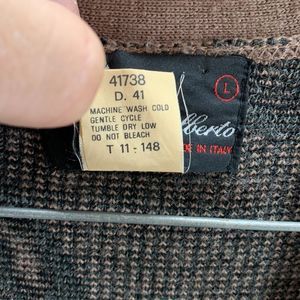 41738
D. 41
MACHINE WASH COLD
GENTLE CYCLE
TUMBLE DRY LOW
DO NOT BLEACH
T 11 - 148
L
lberto
IN ITALY